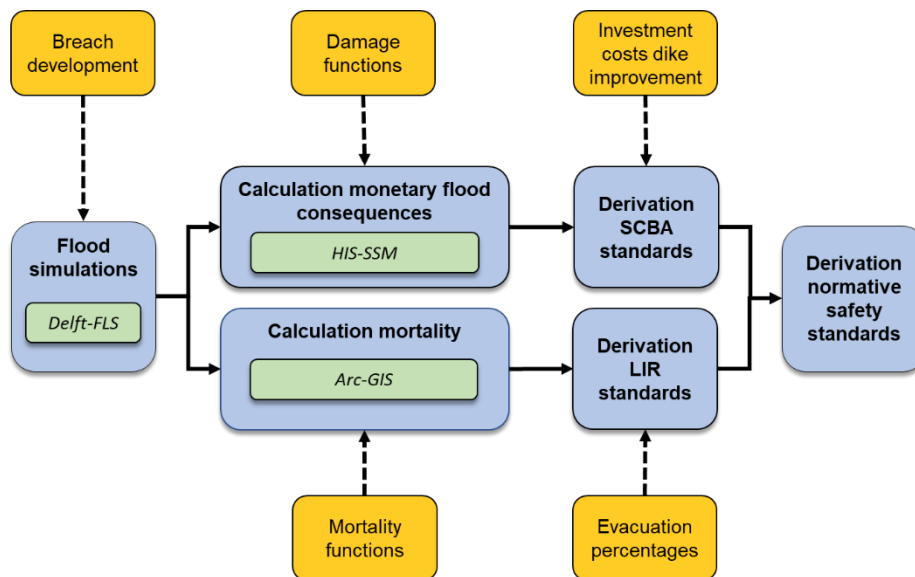 Breach
development
Damage
functions
Investment
costs dike
improvement
Flood
simulations
Delft-FLS
Calculation monetary flood
consequences
HIS-SSM
Derivation
SCBA
standards
Calculation mortality
Arc-GIS
Derivation
LIR
standards
Derivation
normative
safety
standards
Mortality
functions
Evacuation
percentages